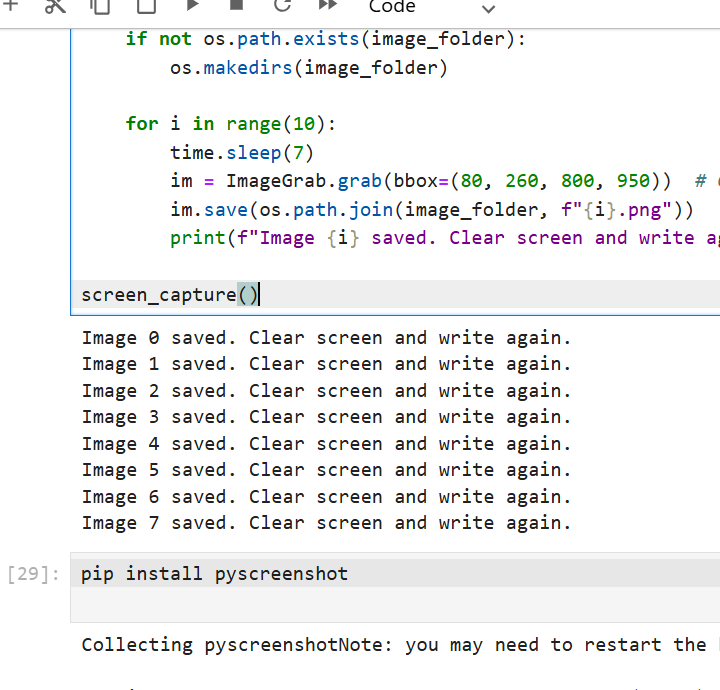 Code
if not os.path.exists(image_folder):
os.makedirs(image_folder)
for i in range(10):
time.sleep(7)
im = ImageGrab.grab(bbox=(80, 260, 800, 950))  #
im.save(os.path.join(image_folder, f"{i}.png"))
print(f"Image {i} saved. Clear screen and write
screen_capture()
Image 0 saved. Clear screen and write again.
Image 1 saved. Clear screen and write again.
Image 2 saved. Clear screen and write again.
Image 3 saved. Clear screen and write again.
Image 4 saved. Clear screen and write again.
Image 5 saved. Clear screen and write again.
Image 6 saved. Clear screen and write again.
Image 7 saved. Clear screen and write again.
[29]: pip install pyscreenshot
Collecting pyscreenshotNote: you may need to restart the